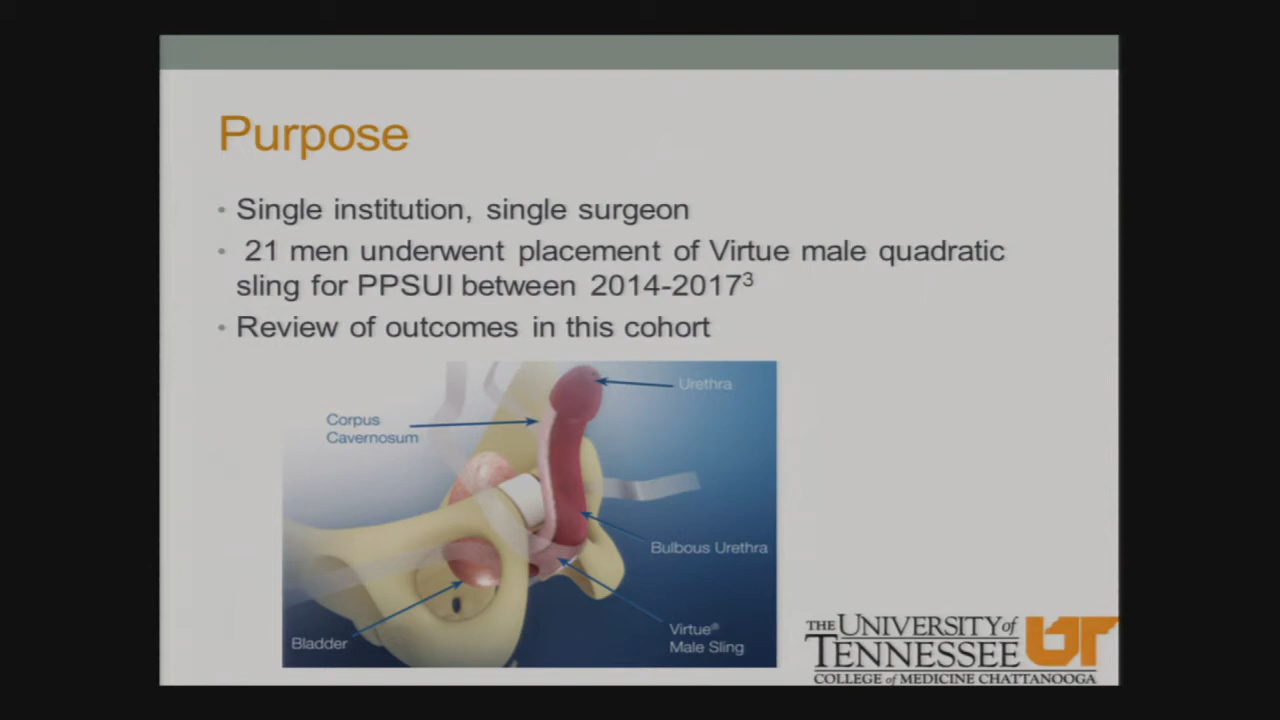 Purpose
• Single institution, single surgeon
• 21 men underwent placement of Virtue male quadratic
sling for PPSUI between 2014-2017³
• Review of outcomes in this cohort
Urethra
Corpus
Cavernosum
Bulbous Urethra
Bladder
Virtue®
Male Sling
THE UNIVERSITY of
TENNESSEE
UT
COLLEGE of MEDICINE CHATTANOOGA